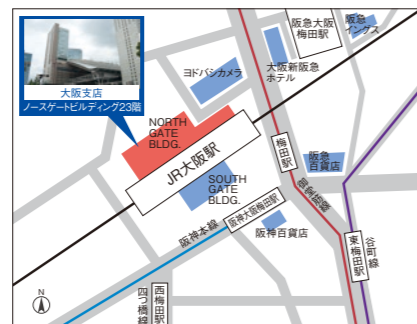 大阪支店
ノースゲートビルディング23階
NORTH
GATE
BLDG.
JR大阪駅
SOUTH
GATE
BLDG.
ヨドバシカメラ
大阪新阪急
ホテル
阪急大阪
梅田駅
阪急
イングス
梅田駅
阪急
百貨店
御堂筋線
阪神大阪梅田駅
阪神本線
阪神百貨店
谷町線
東梅田駅
西梅田駅
四つ橋線
N